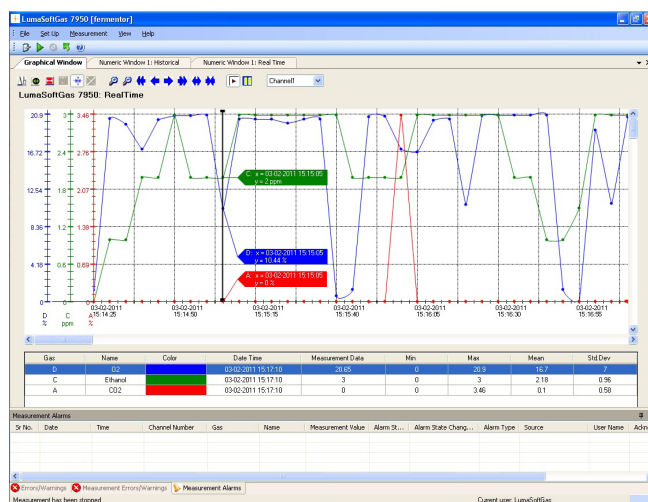 LumaSoftGas 7950 [fermentor]
File Set Up Measurement View Help
Graphical Window Numeric Window 1: Historical Numeric Window 1: Real Time
Channel1
LumaSoftGas 7950: RealTime
20.9 3 3.46
16.72 2.4 2.76
12.54 1.8 2.07
8.36 1.2 1.38
4.18 0.6 0.69
0 0 0
C: x = 03-02-2011 15:15:05
y = 2 ppm
D: x = 03-02-2011 15:15:05
y = 10.44 %
A: x = 03-02-2011 15:15:05
y = 0 %
03-02-2011 03-02-2011 03-02-2011 03-02-2011 03-02-2011 03-02-2011 03-02-2011
15:14:25 15:14:50 15:15:15 15:15:40 15:16:05 15:16:30 15:16:55
D C A
% ppm %
Gas Name Color Date Time Measurement Data Min Max Mean Std.Dev
D O2 03-02-2011 15:17:10 20.65 0 20.9 16.7 7
C Ethanol 03-02-2011 15:17:10 3 0 3 2.18 0.96
A CO2 03-02-2011 15:17:10 0 0 3.46 0.1 0.58
Measurement Alarms
Sr No. Date Time Channel Number Gas Name Measurement Value Alarm St... Alarm State Chang... Alarm Type Source User Name Ackno
Errors/Warnings Measurement Errors/Warnings Measurement Alarms
Measurement has been stopped Current user: LumaSoftGas